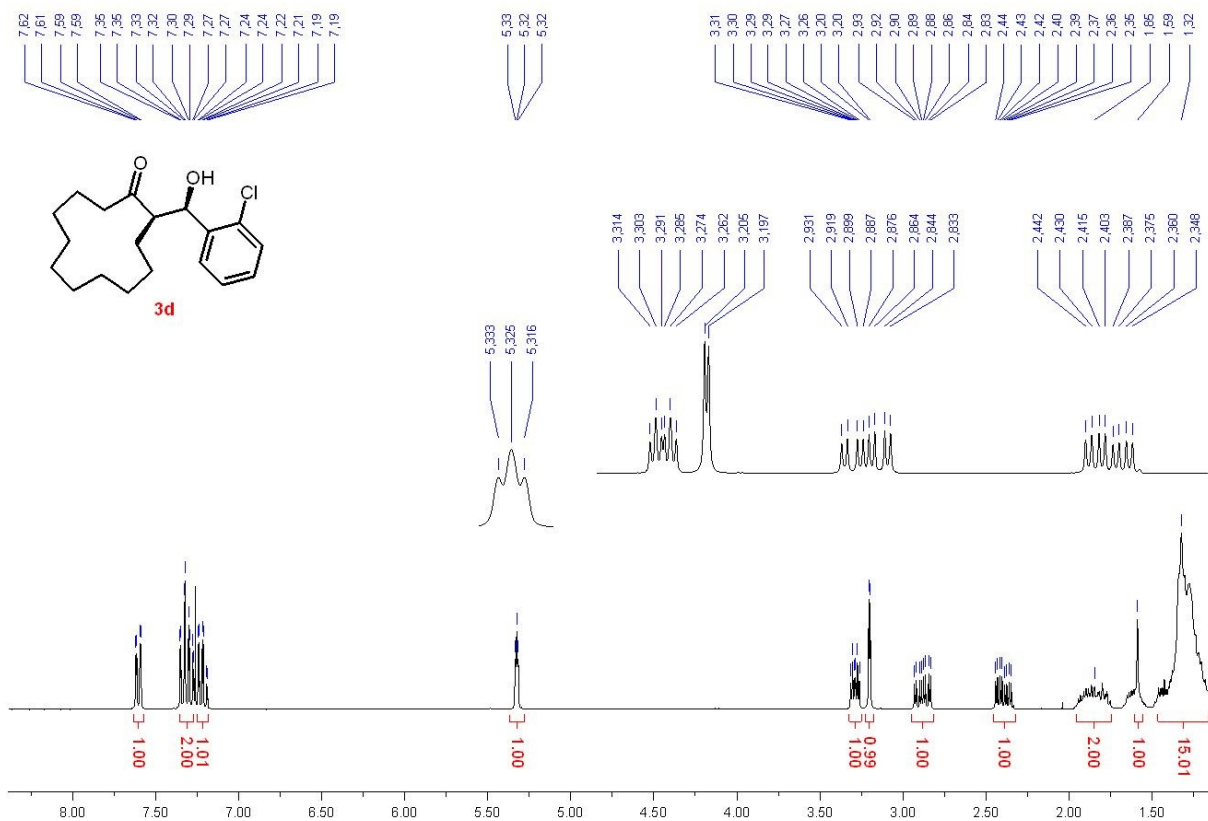 7,62 7,61 7,59 7,59 7,35 7,35 7,33 7,32 7,30 7,29 7,27 7,27 7,24 7,24 7,22 7,21 7,19 7,19
5,33 5,32 5,32
3,31 3,30 3,29 3,29 3,27 3,26 3,20 3,20 2,93 2,92 2,90 2,89 2,88 2,86 2,84 2,83 2,44 2,43 2,42 2,40 2,39 2,37 2,36 2,35 1,85 1,59 1,32
O
OH
Cl
3d
3,314 3,303 3,291 3,285 3,274 3,262 3,205 3,197
2,931 2,919 2,899 2,887 2,876 2,864 2,844 2,833
2,442 2,430 2,415 2,403 2,387 2,375 2,360 2,348
5,333 5,325 5,316
1.00 2.00 1.01 1.00 1.00 0.99 1.00 1.00 2.00 1.00 15.01
8.00 7.50 7.00 6.50 6.00 5.50 5.00 4.50 4.00 3.50 3.00 2.50 2.00 1.50